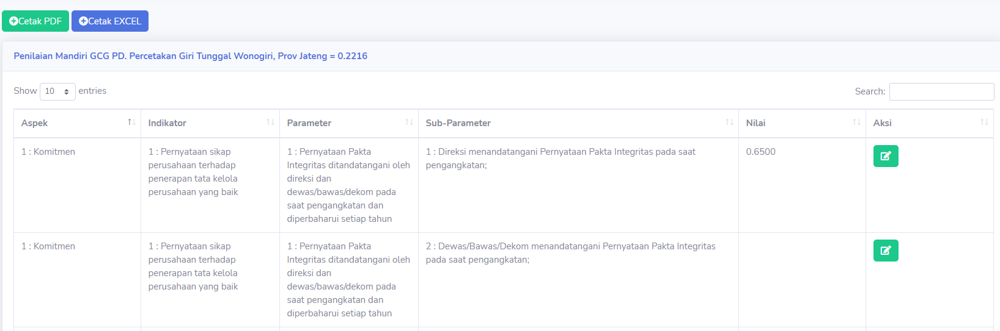 Cetak PDF Cetak EXCEL
Penilaian Mandiri GCG PD. Percetakan Giri Tunggal Wonogiri, Prov Jateng = 0.2216
Show 10 entries Search:
Aspek Indikator Parameter Sub-Parameter Nilai Aksi
1 : Komitmen
1 : Pernyataan sikap
perusahaan terhadap
penerapan tata kelola
perusahaan yang baik
1 : Pernyataan Pakta
Integritas ditandatangani oleh
direksi dan
dewas/bawas/dekom pada
saat pengangkatan dan
diperbaharui setiap tahun
1 : Direksi menandatangani Pernyataan Pakta Integritas pada saat
pengangkatan;
0.6500
1 : Komitmen
1 : Pernyataan sikap
perusahaan terhadap
penerapan tata kelola
perusahaan yang baik
1 : Pernyataan Pakta
Integritas ditandatangani oleh
direksi dan
dewas/bawas/dekom pada
saat pengangkatan dan
diperbaharui setiap tahun
2 : Dewas/Bawas/Dekom menandatangani Pernyataan Pakta Integritas
pada saat pengangkatan;